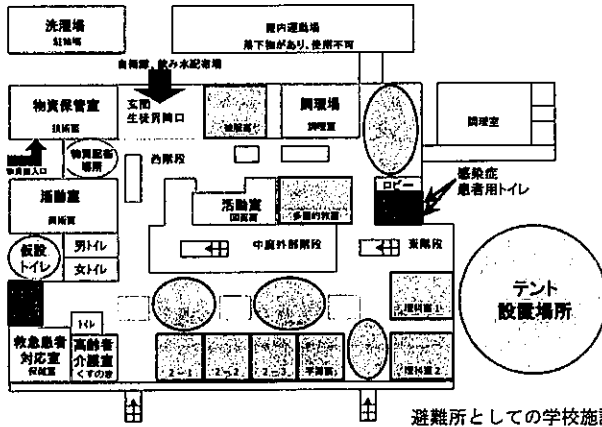 洗濯場
駐輪場
屋内運動場
落下物があり、使用不可
自衛隊、飲み水配布場
物資保管室
技術室
玄関
生徒昇降口
調理場
調理室
調理室
物資搬入口
物資配布
場所
西階段
ロビー
感染症
患者用トイレ
活動室
美術室
活動室
図書室
多目的教室
仮設
トイレ
男トイレ
女トイレ
中庭外部階段
東階段
テント
設置場所
理科室1
トイレ
救急患者
対応室
保健室
高齢者
介護室
くすのき
2-1
2-2
2-3
学習室
理科室2
避難所としての学校施設